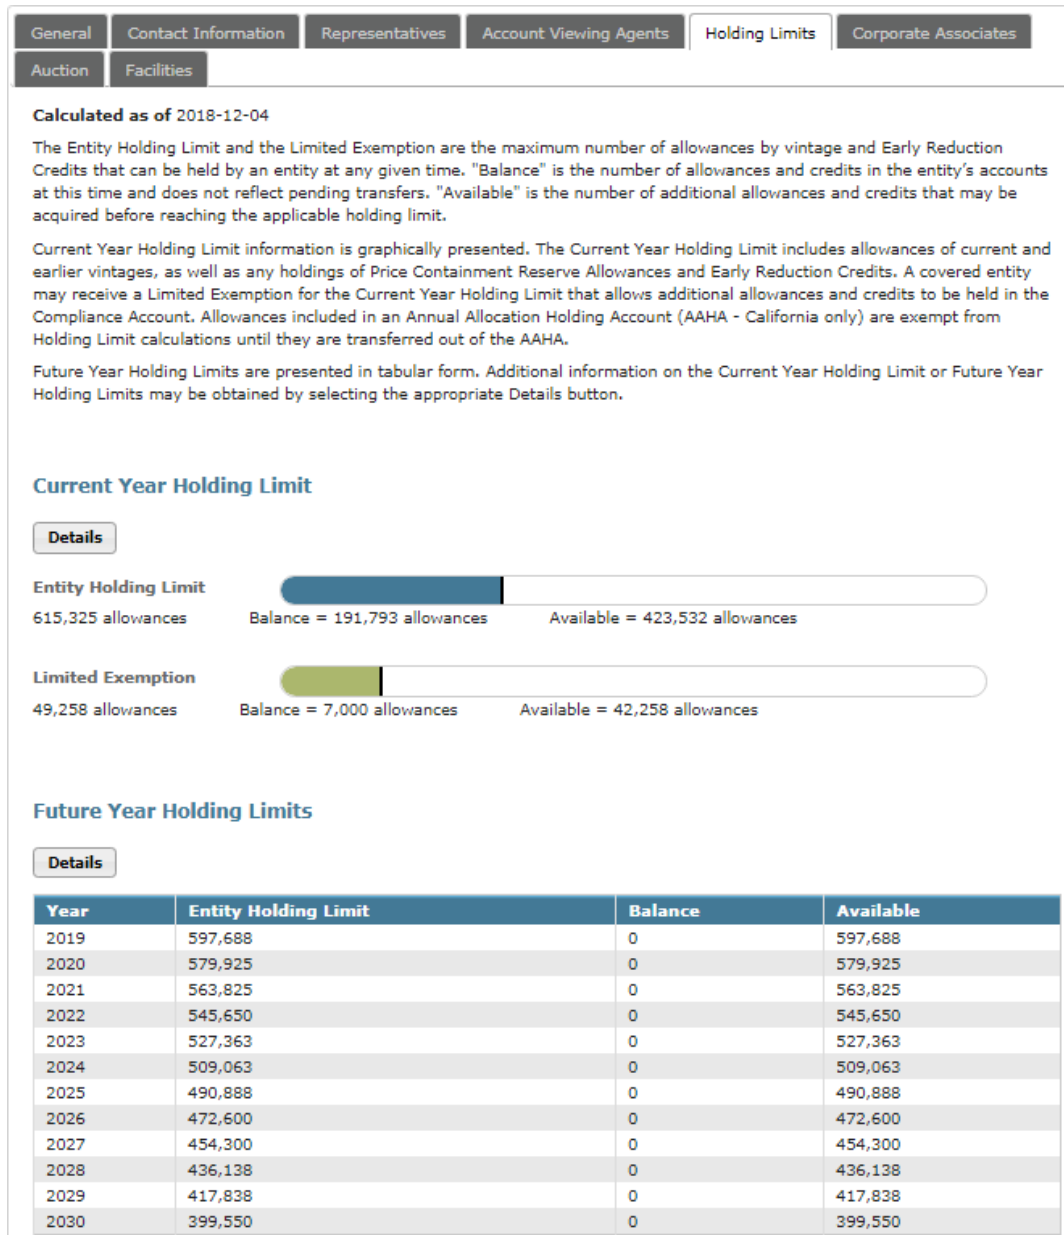 General Contact Information Representatives Account Viewing Agents Holding Limits Corporate Associates
Auction Facilities
Calculated as of 2018-12-04
The Entity Holding Limit and the Limited Exemption are the maximum number of allowances by vintage and Early Reduction
Credits that can be held by an entity at any given time. "Balance" is the number of allowances and credits in the entity's accounts
at this time and does not reflect pending transfers. "Available" is the number of additional allowances and credits that may be
acquired before reaching the applicable holding limit.
Current Year Holding Limit information is graphically presented. The Current Year Holding Limit includes allowances of current and
earlier vintages, as well as any holdings of Price Containment Reserve Allowances and Early Reduction Credits. A covered entity
may receive a Limited Exemption for the Current Year Holding Limit that allows additional allowances and credits to be held in the
Compliance Account. Allowances included in an Annual Allocation Holding Account (AAHA - California only) are exempt from
Holding Limit calculations until they are transferred out of the AAHA.
Future Year Holding Limits are presented in tabular form. Additional information on the Current Year Holding Limit or Future Year
Holding Limits may be obtained by selecting the appropriate Details button.
Current Year Holding Limit
Details
Entity Holding Limit
615,325 allowances Balance = 191,793 allowances Available = 423,532 allowances
Limited Exemption
49,258 allowances Balance = 7,000 allowances Available = 42,258 allowances
Future Year Holding Limits
Details
Year Entity Holding Limit Balance Available
2019 597,688 0 597,688
2020 579,925 0 579,925
2021 563,825 0 563,825
2022 545,650 0 545,650
2023 527,363 0 527,363
2024 509,063 0 509,063
2025 490,888 0 490,888
2026 472,600 0 472,600
2027 454,300 0 454,300
2028 436,138 0 436,138
2029 417,838 0 417,838
2030 399,550 0 399,550